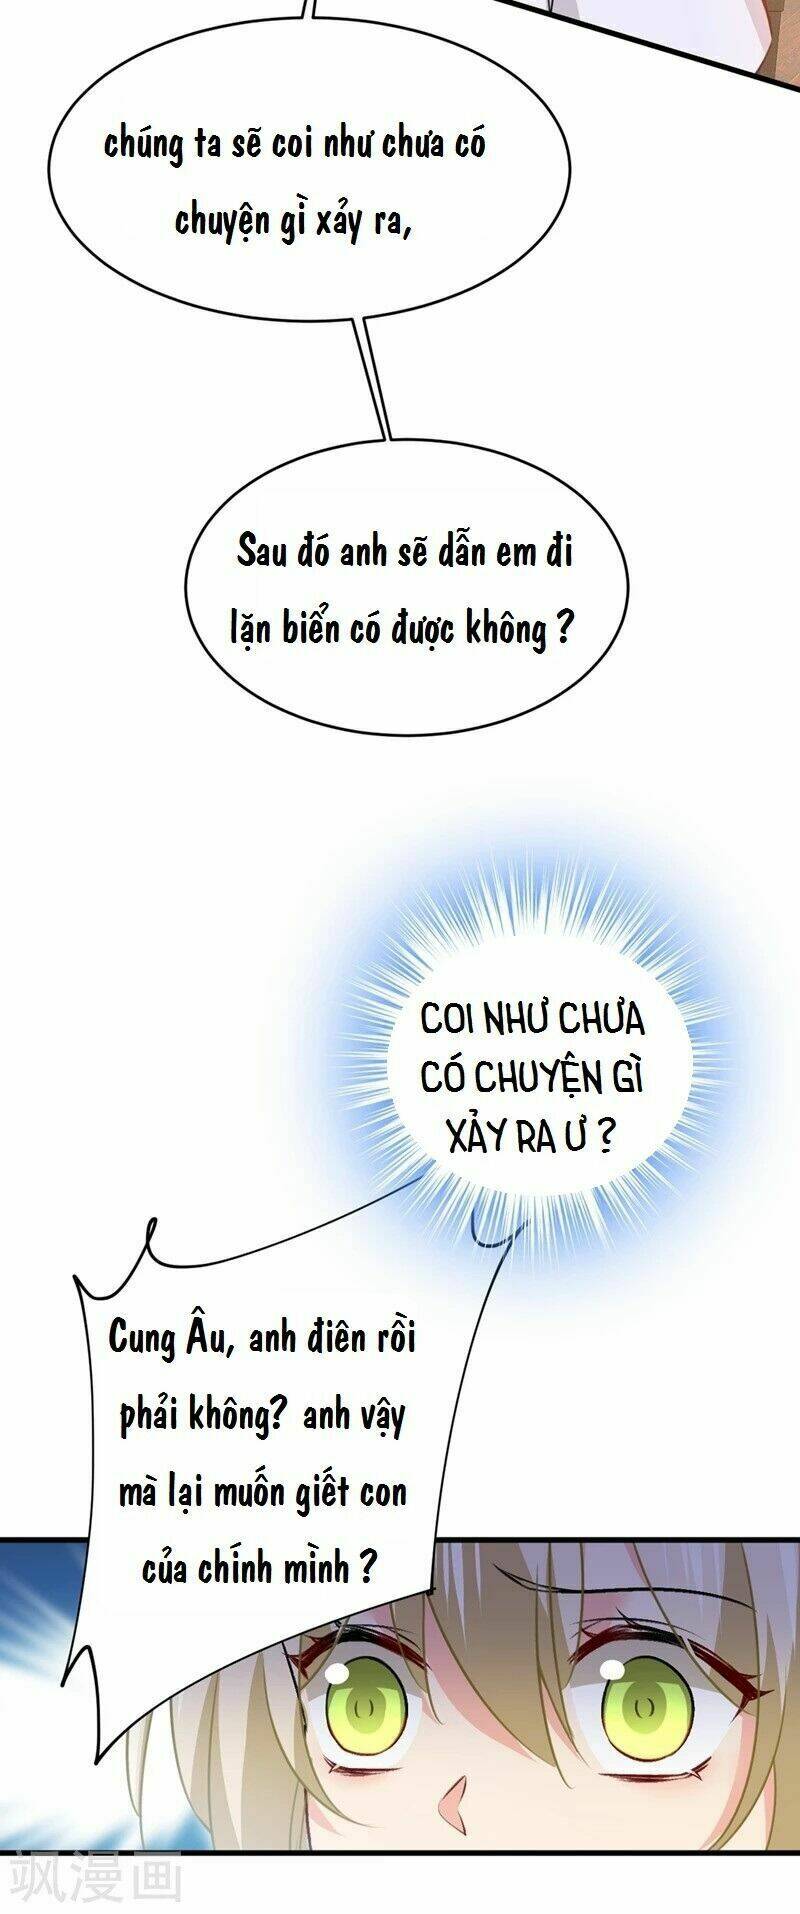 chúng ta sẽ coi như chưa có
chuyện gì xảy ra,
Sau đó anh sẽ dẫn em đi
lặn biển có được không ?
COI NHƯ CHƯA
CÓ CHUYỆN GÌ
XẢY RA Ư ?
Cung Âu, anh điên rồi
phải không? anh vậy
mà lại muốn giết con
của chính mình ?
飒漫画